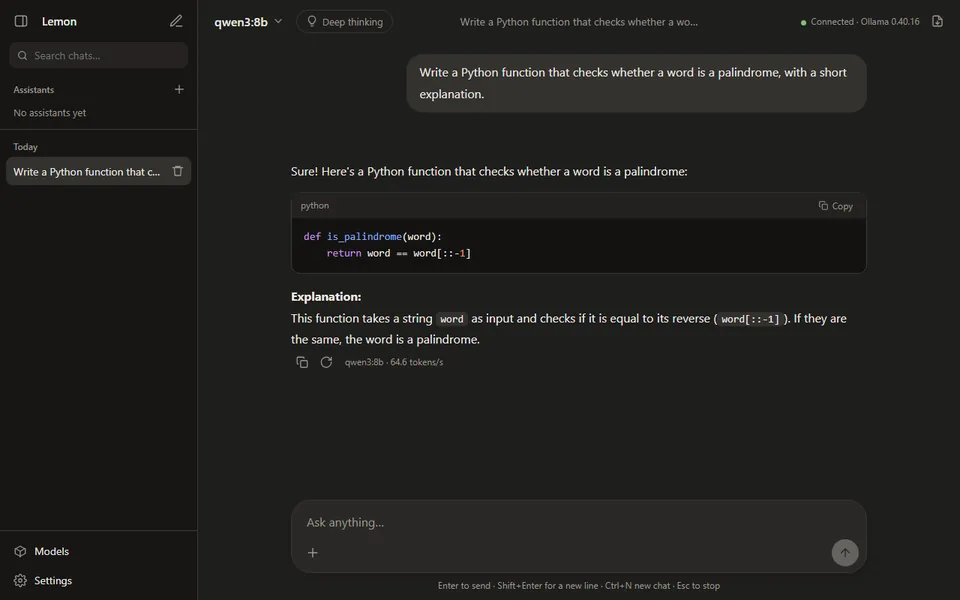 Lemon
Search chats...
Assistants
No assistants yet
Today
Write a Python function that c...
Models
Settings
qwen3:8b
Deep thinking
Write a Python function that checks whether a wo...
Connected · Ollama 0.40.16
Write a Python function that checks whether a word is a palindrome, with a short
explanation.
Sure! Here's a Python function that checks whether a word is a palindrome:
python
Copy
def is_palindrome(word):
    return word == word[::-1]
Explanation:
This function takes a string word as input and checks if it is equal to its reverse ( word[::-1] ). If they are
the same, the word is a palindrome.
qwen3:8b · 64.6 tokens/s
Ask anything...
Enter to send · Shift+Enter for a new line · Ctrl+N new chat · Esc to stop